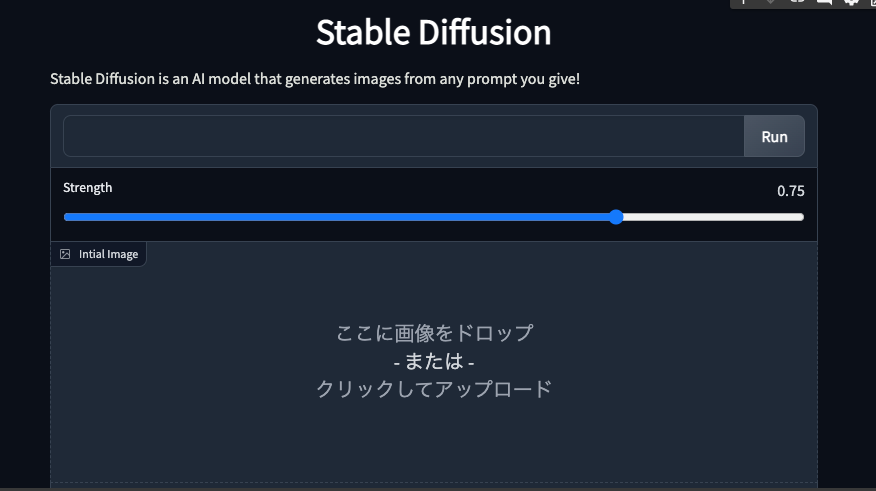 Stable Diffusion
Stable Diffusion is an AI model that generates images from any prompt you give!
Run
Strength
0.75
Intial Image
ここに画像をドロップ
- または -
クリックしてアップロード